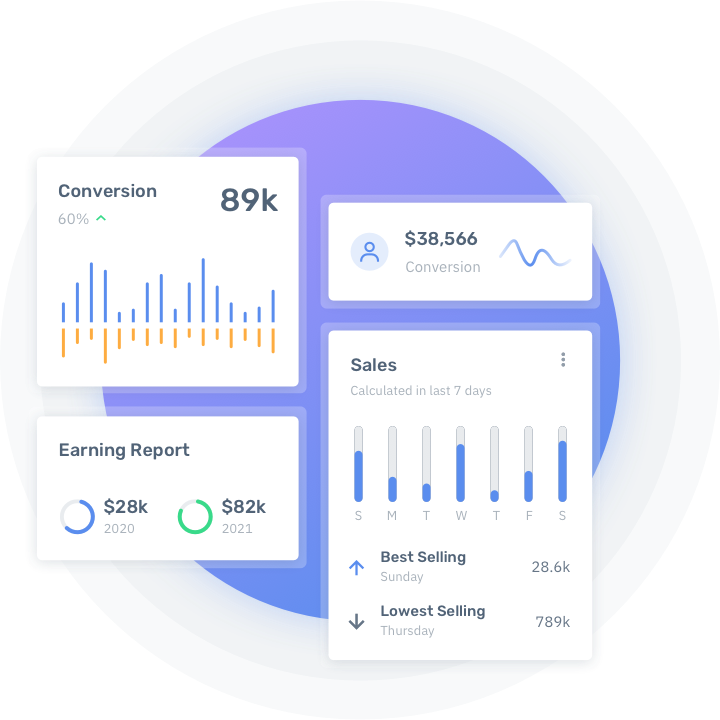 Conversion
89k
60%
Earning Report
$28k
2020
$82k
2021
$38,566
Conversion
Sales
Calculated in last 7 days
S M T W T F S
Best Selling
Sunday
28.6k
Lowest Selling
Thursday
789k